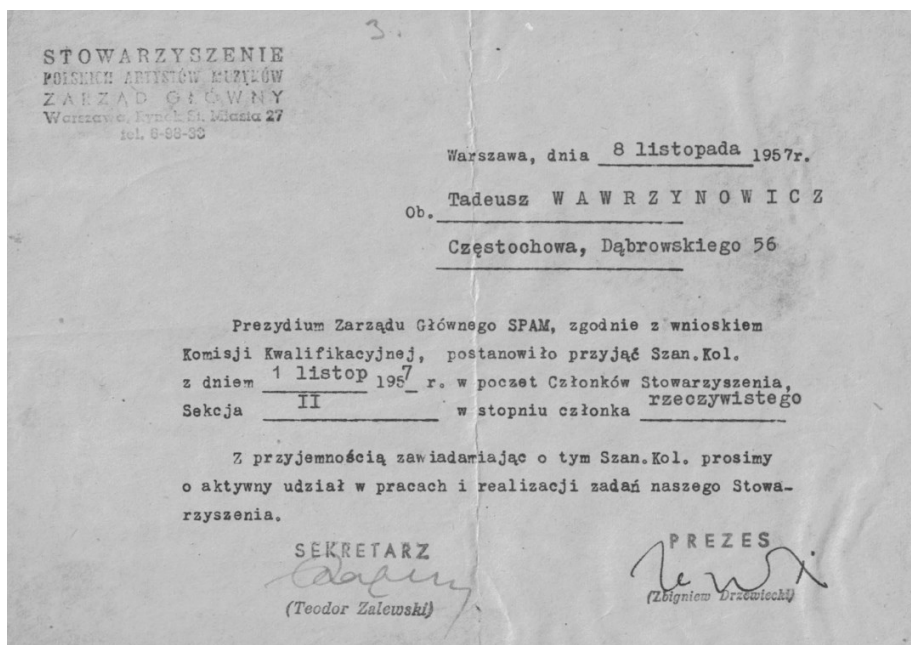 3.
STOWARZYSZENIE
POLSKICH ARTYSTÓW MUZYKÓW
ZARZĄD GŁÓWNY
Warszawa, Rynek St. Miasta 27
tel. 6-98-33
Warszawa, dnia 8 listopada 1957r.
Ob. Tadeusz WAWRZYNOWICZ
Częstochowa, Dąbrowskiego 56
Prezydium Zarządu Głównego SPAM, zgodnie z wnioskiem
Komisji Kwalifikacyjnej, postanowiło przyjąć Szan.Kol.
z dniem 1 listop 1957 r. w poczet Członków Stowarzyszenia,
Sekcja II w stopniu członka rzeczywistego
Z przyjemnością zawiadamiając o tym Szan.Kol. prosimy
o aktywny udział w pracach i realizacji zadań naszego Stowa-
rzyszenia.
SEKRETARZ
(Teodor Zalewski)
PREZES
(Zbigniew Drzewiecki)